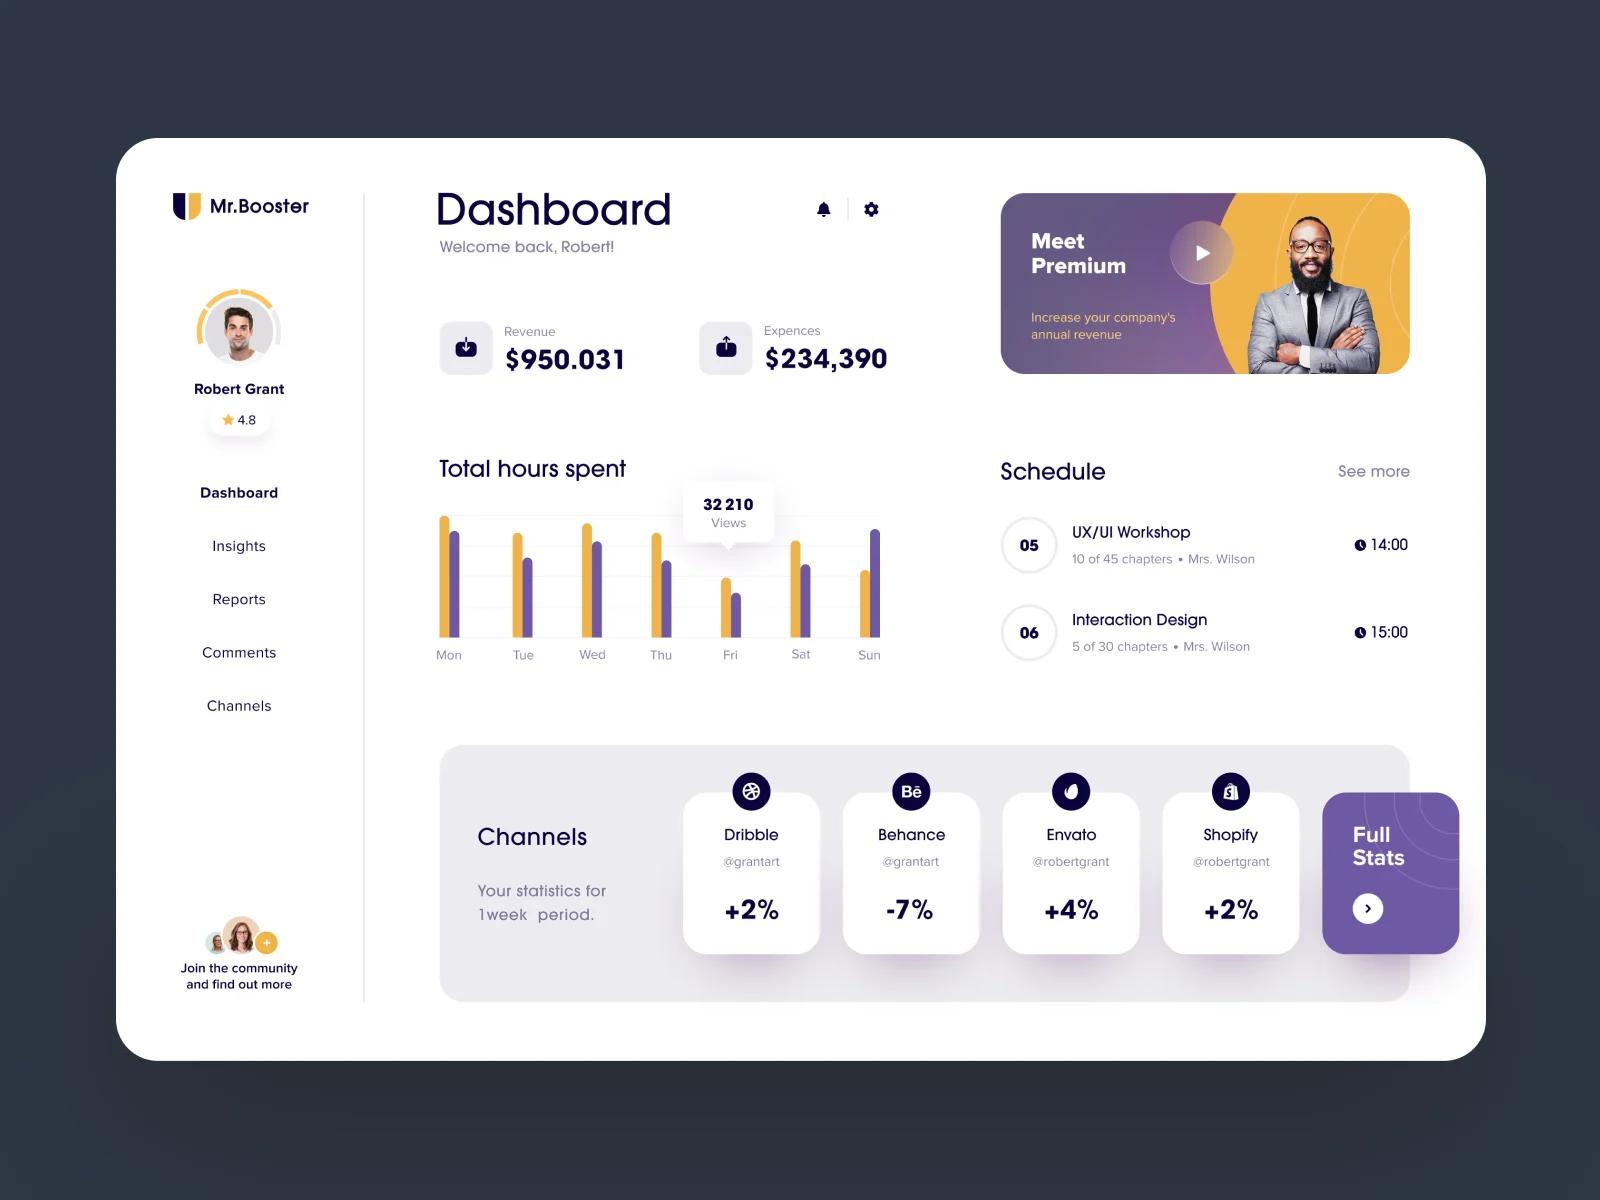 Mr.Booster
Robert Grant
4.8
Dashboard
Insights
Reports
Comments
Channels
Join the community
and find out more
Dashboard
Welcome back, Robert!
Revenue
$950.031
Expences
$234,390
Meet
Premium
Increase your company's
annual revenue
Total hours spent
32 210
Views
Mon Tue Wed Thu Fri Sat Sun
Schedule
See more
05
UX/UI Workshop
10 of 45 chapters • Mrs. Wilson
14:00
06
Interaction Design
5 of 30 chapters • Mrs. Wilson
15:00
Channels
Your statistics for
1week period.
Dribble
@grantart
+2%
Bē
Behance
@grantart
-7%
Envato
@robertgrant
+4%
Shopify
@robertgrant
+2%
Full
Stats